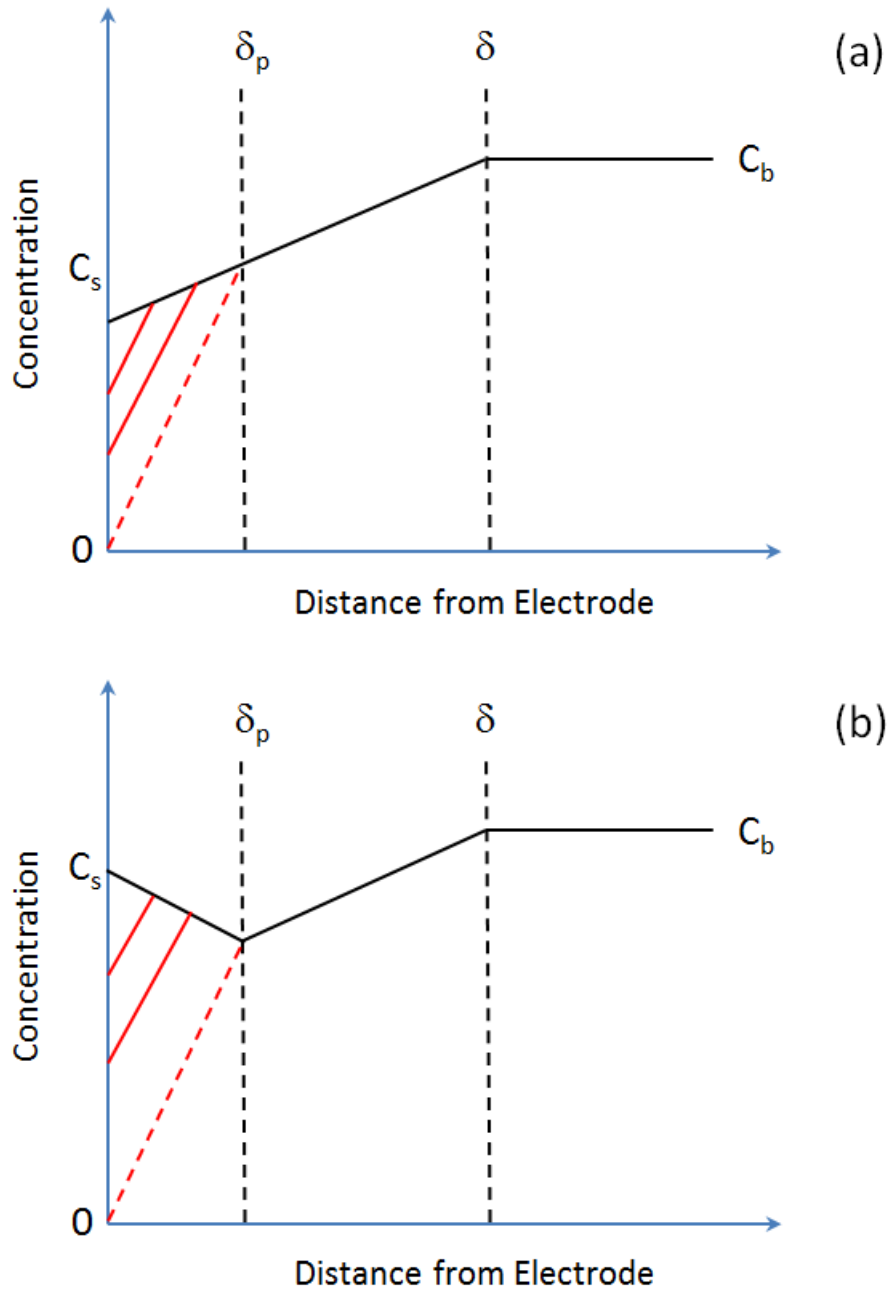 δp δ (a)
Cb
Cs
Concentration
0
Distance from Electrode
δp δ (b)
Cb
Cs
Concentration
0
Distance from Electrode